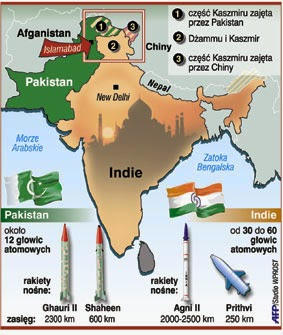 Afganistan
Islamabad
Chiny
Pakistan
1
2
3
1 część Kaszmiru zajęta
przez Pakistan
2 Dżammu i Kaszmir
3 część Kaszmiru zajęta
przez Chiny
Nepal
New Delhi
Morze
Arabskie
Indie
Zatoka
Bengalska
Pakistan
Indie
około
12 głowic
atomowych
od 30 do 60
głowic
atomowych
rakiety
nośne:
Ghauri II
Shaheen
rakiety
nośne:
Agni II
Prithvi
zasięg:
2300 km
600 km
2000-2500 km
250 km
AFP/Studio WPROST